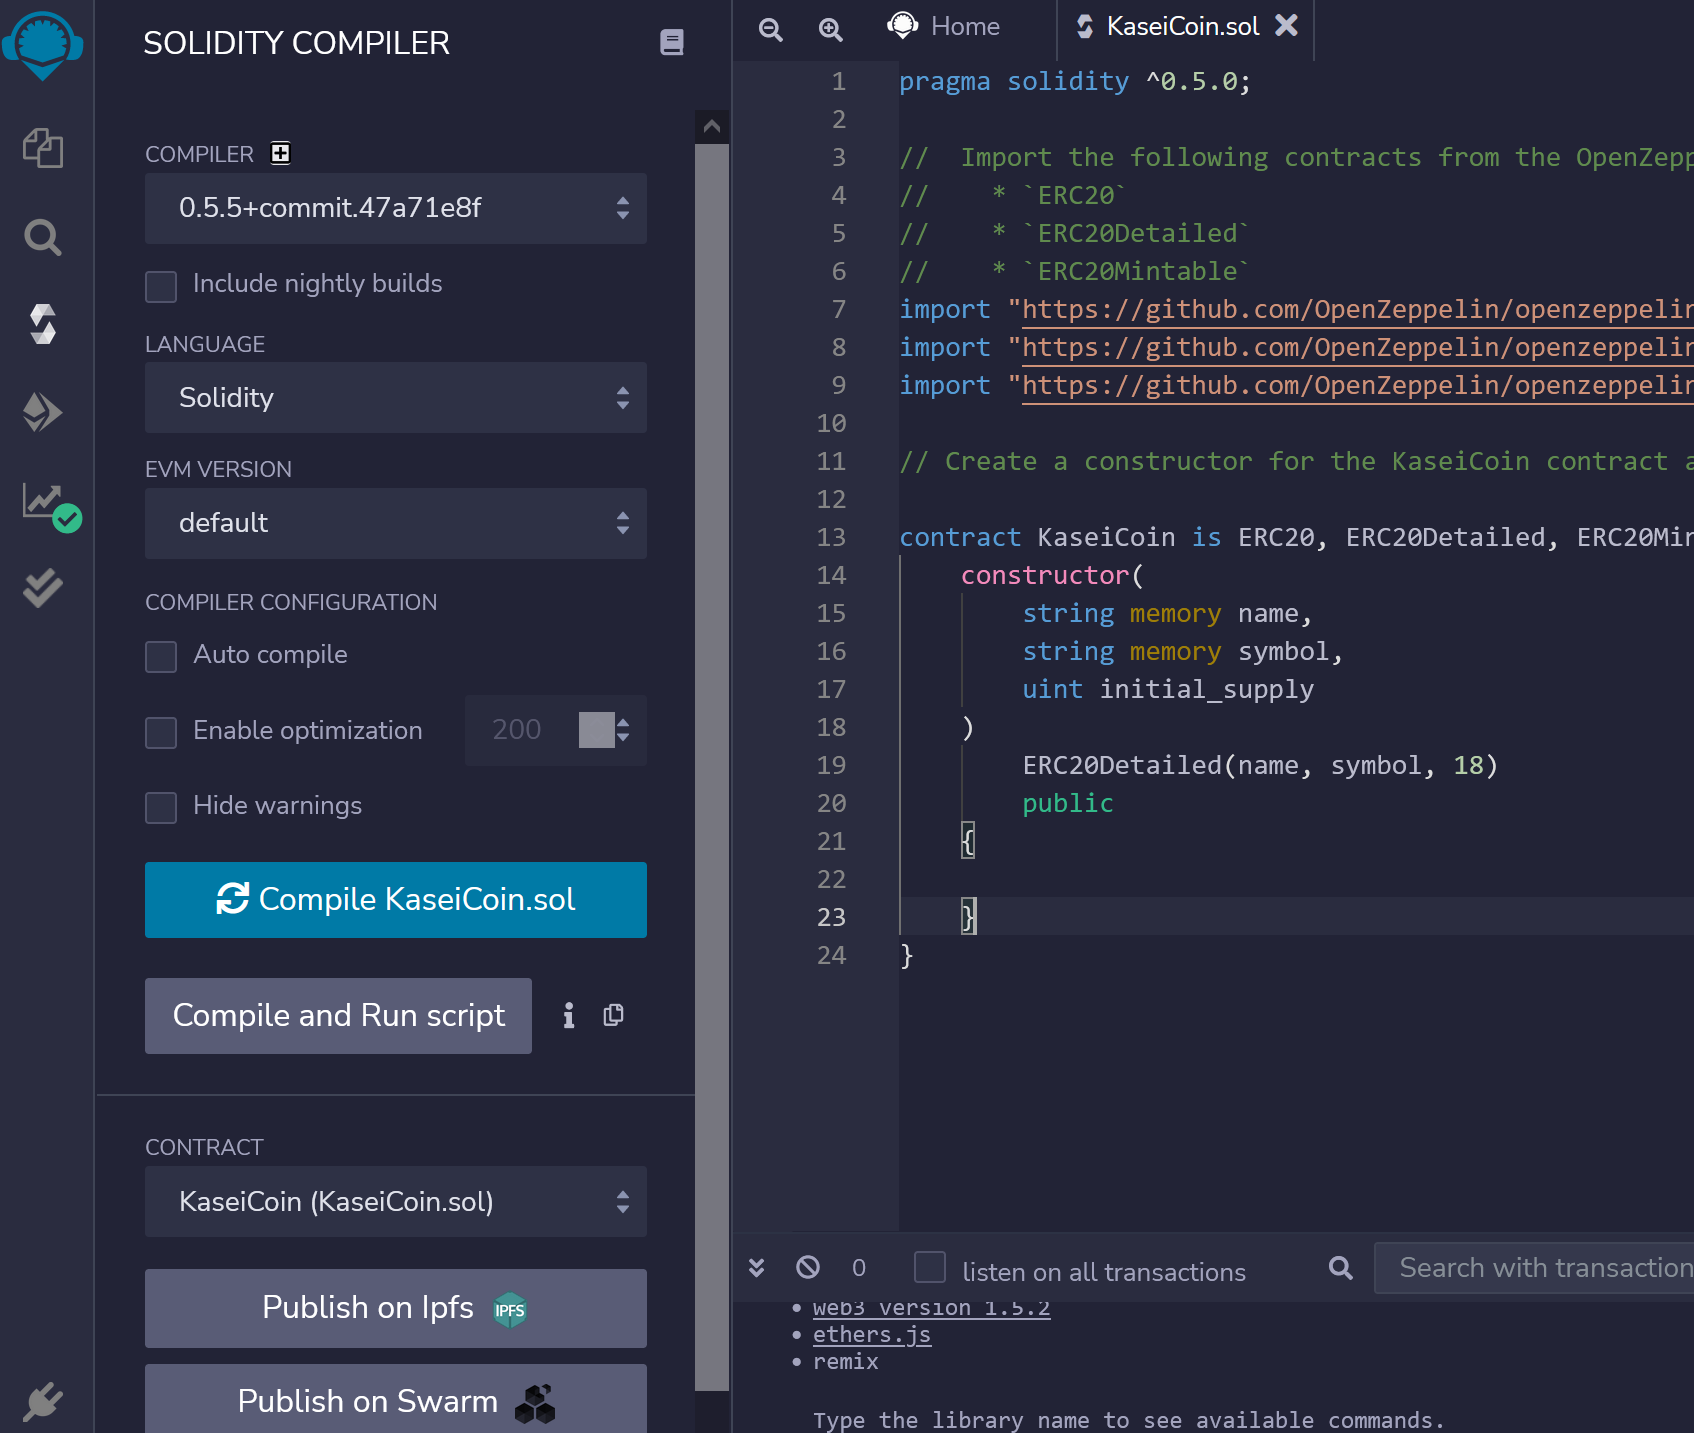 SOLIDITY COMPILER
COMPILER
0.5.5+commit.47a71e8f
Include nightly builds
LANGUAGE
Solidity
EVM VERSION
default
COMPILER CONFIGURATION
Auto compile
Enable optimization 200
Hide warnings
Compile KaseiCoin.sol
Compile and Run script
CONTRACT
KaseiCoin (KaseiCoin.sol)
Publish on Ipfs IPFS
Publish on Swarm
Home KaseiCoin.sol
1 pragma solidity ^0.5.0;
2
3 //  Import the following contracts from the OpenZepp
4 //    * `ERC20`
5 //    * `ERC20Detailed`
6 //    * `ERC20Mintable`
7 import "https://github.com/OpenZeppelin/openzeppelin
8 import "https://github.com/OpenZeppelin/openzeppelin
9 import "https://github.com/OpenZeppelin/openzeppelin
10
11 // Create a constructor for the KaseiCoin contract a
12
13 contract KaseiCoin is ERC20, ERC20Detailed, ERC20Min
14     constructor(
15         string memory name,
16         string memory symbol,
17         uint initial_supply
18     )
19         ERC20Detailed(name, symbol, 18)
20         public
21     {
22
23     }
24 }
0 listen on all transactions Search with transaction
• web3 version 1.5.2
• ethers.js
• remix
Type the library name to see available commands.